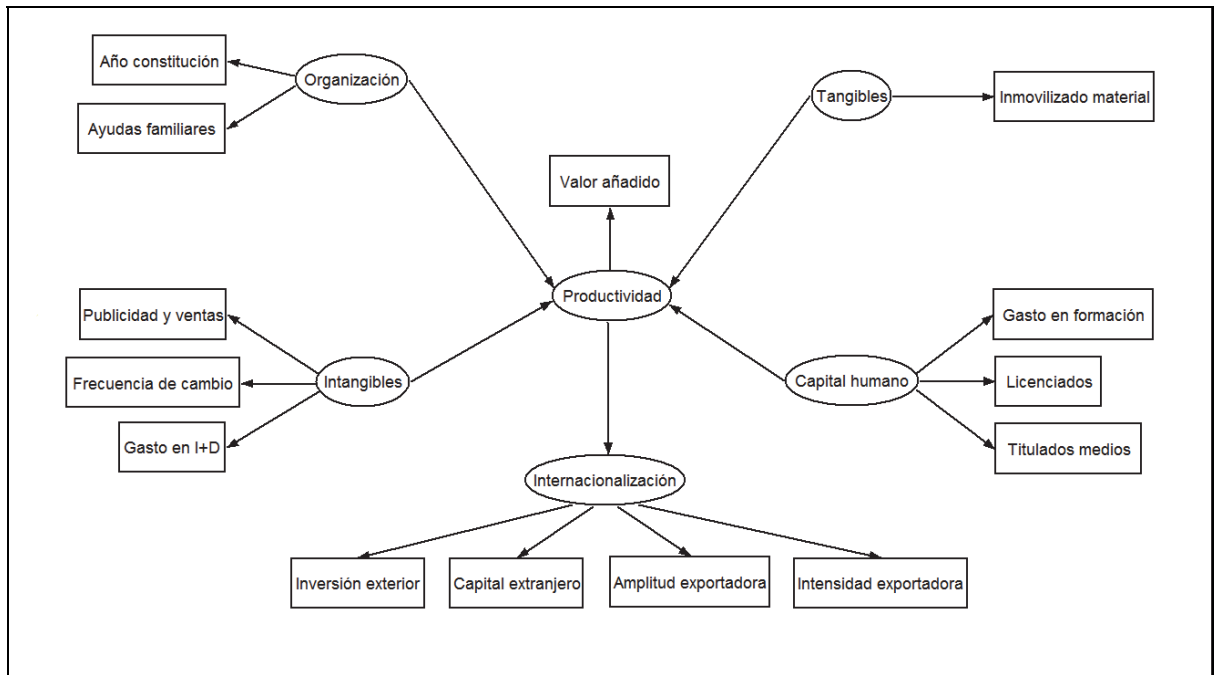 Año constitución
Organización
Ayudas familiares
Tangibles
Inmovilizado material
Valor añadido
Productividad
Publicidad y ventas
Frecuencia de cambio
Gasto en I+D
Intangibles
Capital humano
Gasto en formación
Licenciados
Titulados medios
Internacionalización
Inversión exterior
Capital extranjero
Amplitud exportadora
Intensidad exportadora